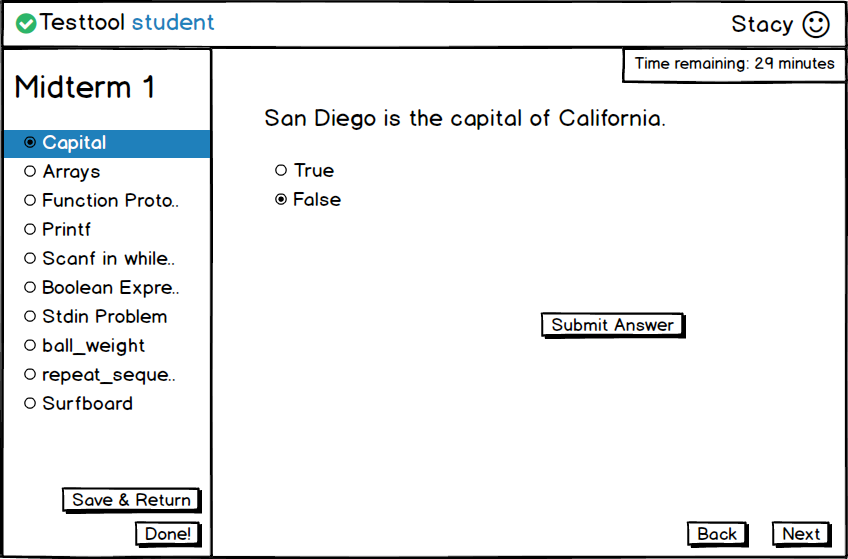 Testtool student
Stacy
Time remaining: 29 minutes
Midterm 1
Capital
Arrays
Function Proto..
Printf
Scanf in while..
Boolean Expre..
Stdin Problem
ball_weight
repeat_seque..
Surfboard
Save & Return
Done!
San Diego is the capital of California.
True
False
Submit Answer
Back
Next